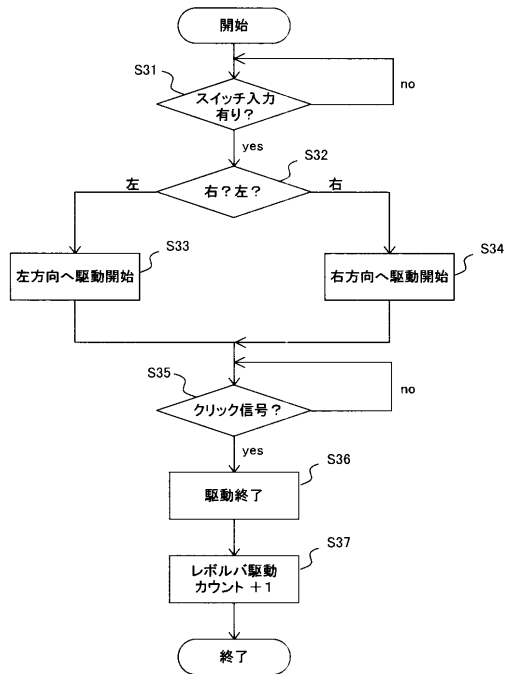 開始
S31
スイッチ入力
有り?
no
yes
S32
右?左?
左
右
S33
左方向へ駆動開始
S34
右方向へ駆動開始
S35
クリック信号?
no
yes
S36
駆動終了
S37
レボルバ駆動
カウント +1
終了